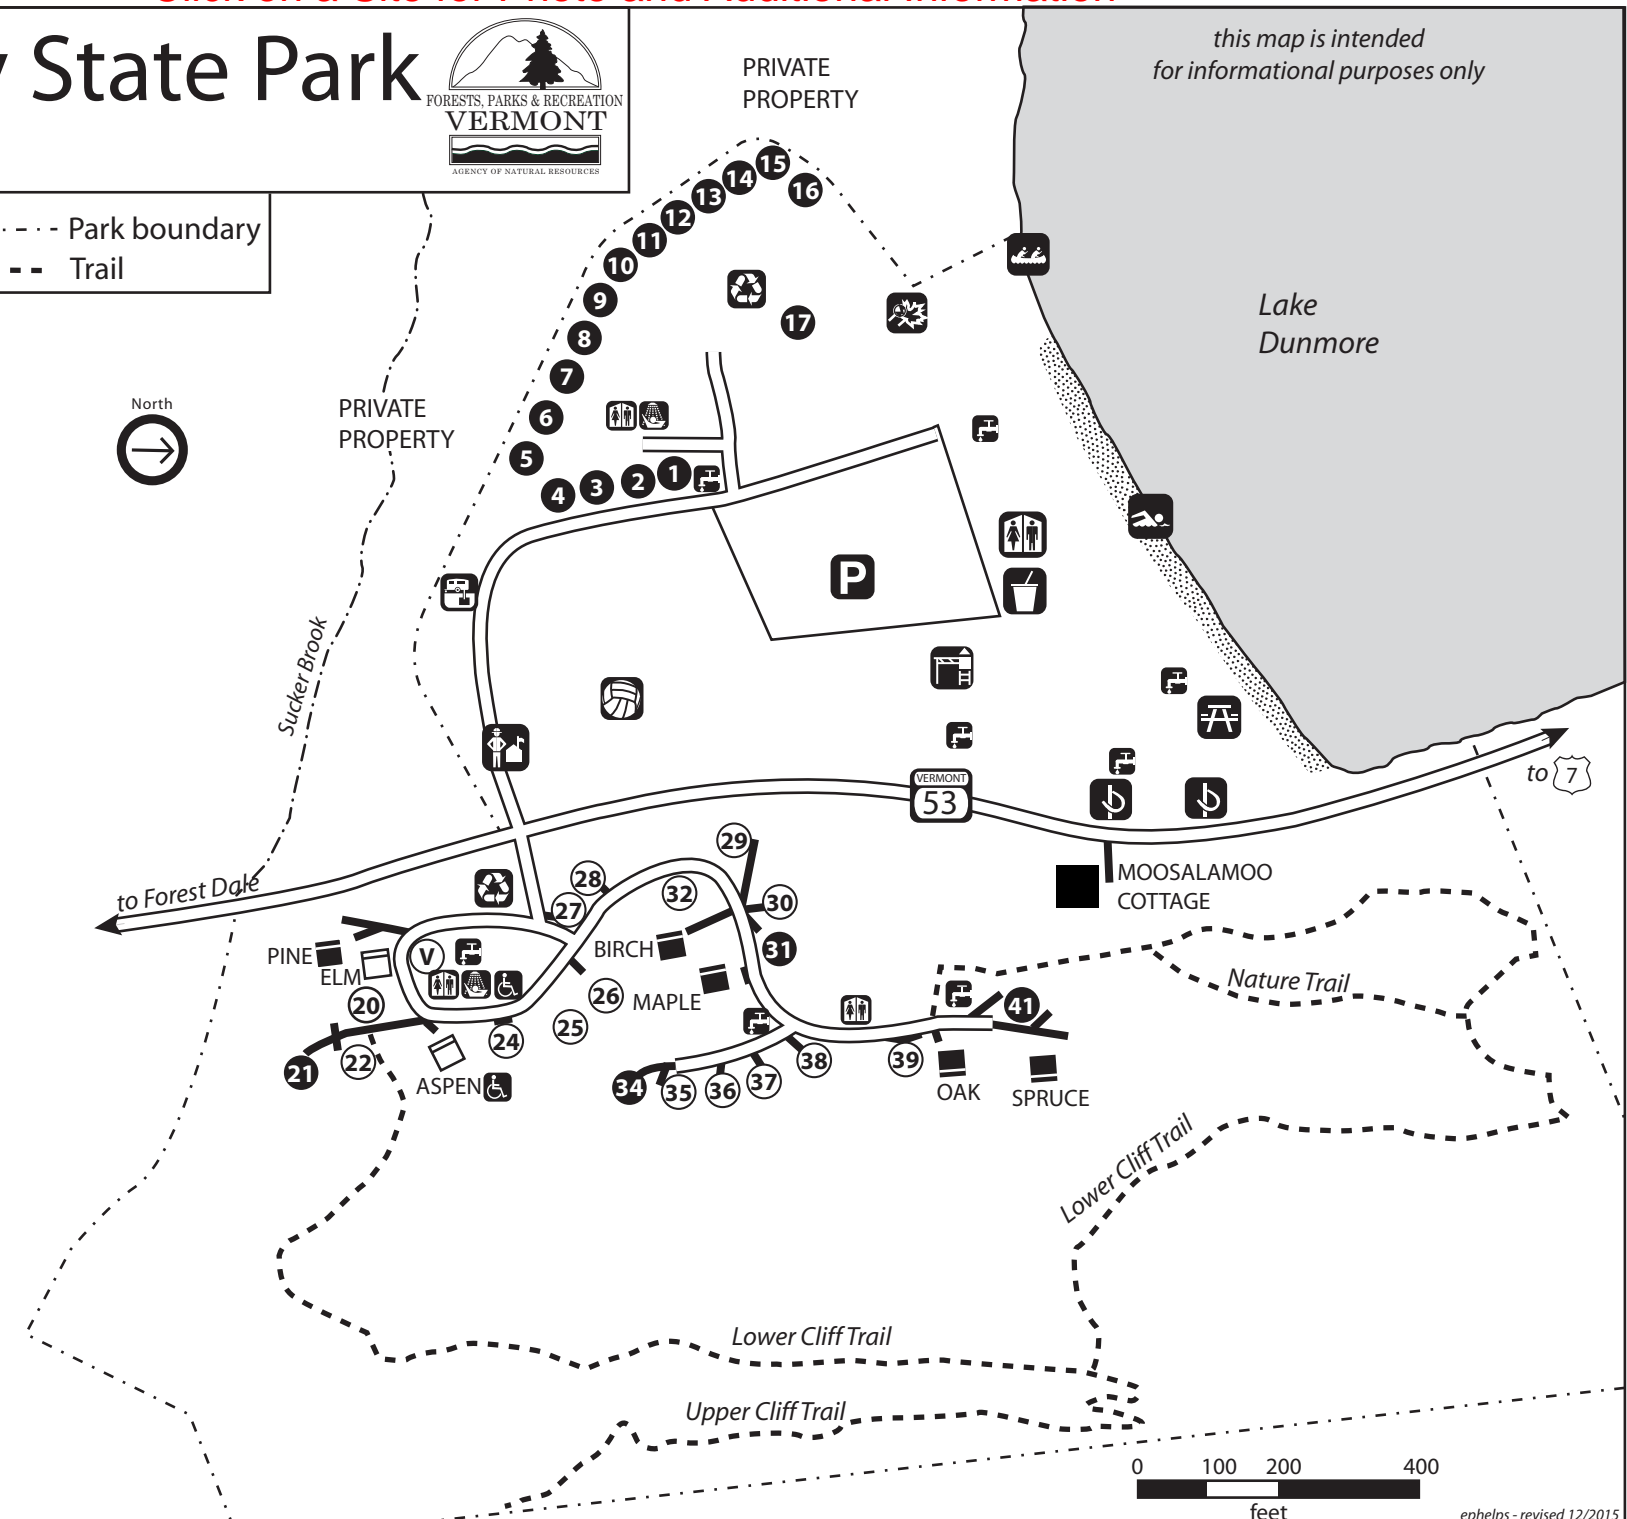 y State Park
FORESTS, PARKS & RECREATION
VERMONT
AGENCY OF NATURAL RESOURCES
Park boundary
Trail
PRIVATE
PROPERTY
this map is intended
for informational purposes only
Lake
Dunmore
North
PRIVATE
PROPERTY
15
14
16
13
12
11
10
9
17
8
7
6
5
1
2
3
4
P
Sucker Brook
VERMONT
53
to 7
to Forest Dale
MOOSALAMOO
COTTAGE
29
28
32
30
27
31
BIRCH
PINE
V
ELM
MAPLE
26
20
25
24
22
21
ASPEN
41
38
39
37
36
35
34
OAK
SPRUCE
Nature Trail
Lower Cliff Trail
Lower Cliff Trail
Upper Cliff Trail
0 100 200 400
feet
ephelps - revised 12/2015